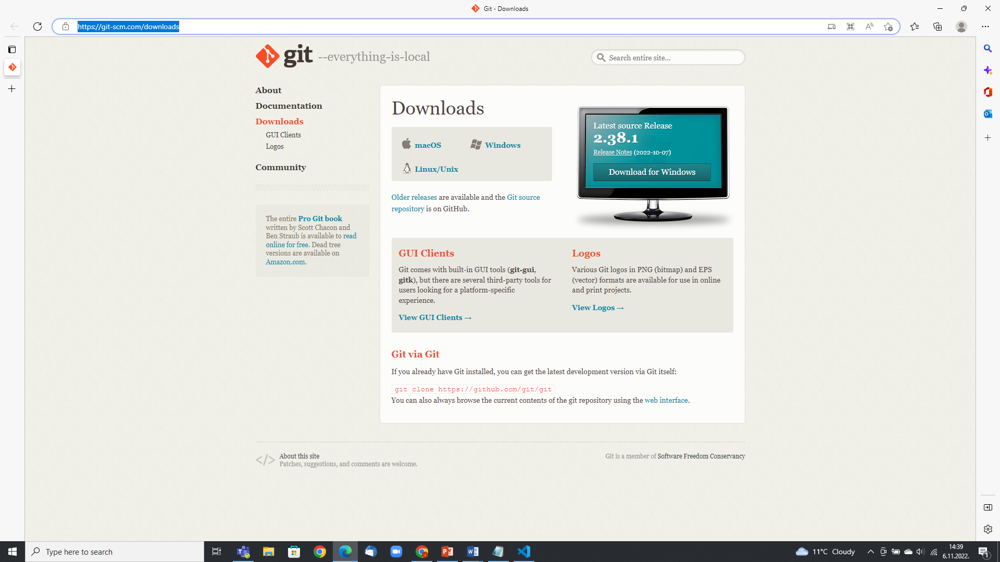 Git - Downloads
https://git-scm.com/downloads
git --everything-is-local
Search entire site...
About
Documentation
Downloads
GUI Clients
Logos
Community
The entire Pro Git book
written by Scott Chacon and
Ben Straub is available to read
online for free. Dead tree
versions are available on
Amazon.com.
Downloads
macOS
Windows
Linux/Unix
Older releases are available and the Git source
repository is on GitHub.
Latest source Release
2.38.1
Release Notes (2022-10-07)
Download for Windows
GUI Clients
Git comes with built-in GUI tools (git-gui,
gitk), but there are several third-party tools for
users looking for a platform-specific
experience.
View GUI Clients →
Logos
Various Git logos in PNG (bitmap) and EPS
(vector) formats are available for use in online
and print projects.
View Logos →
Git via Git
If you already have Git installed, you can get the latest development version via Git itself:
git clone https://github.com/git/git
You can also always browse the current contents of the git repository using the web interface.
</> About this site
Patches, suggestions, and comments are welcome.
Git is a member of Software Freedom Conservancy
Type here to search
11°C Cloudy
14:39
6.11.2022.
1